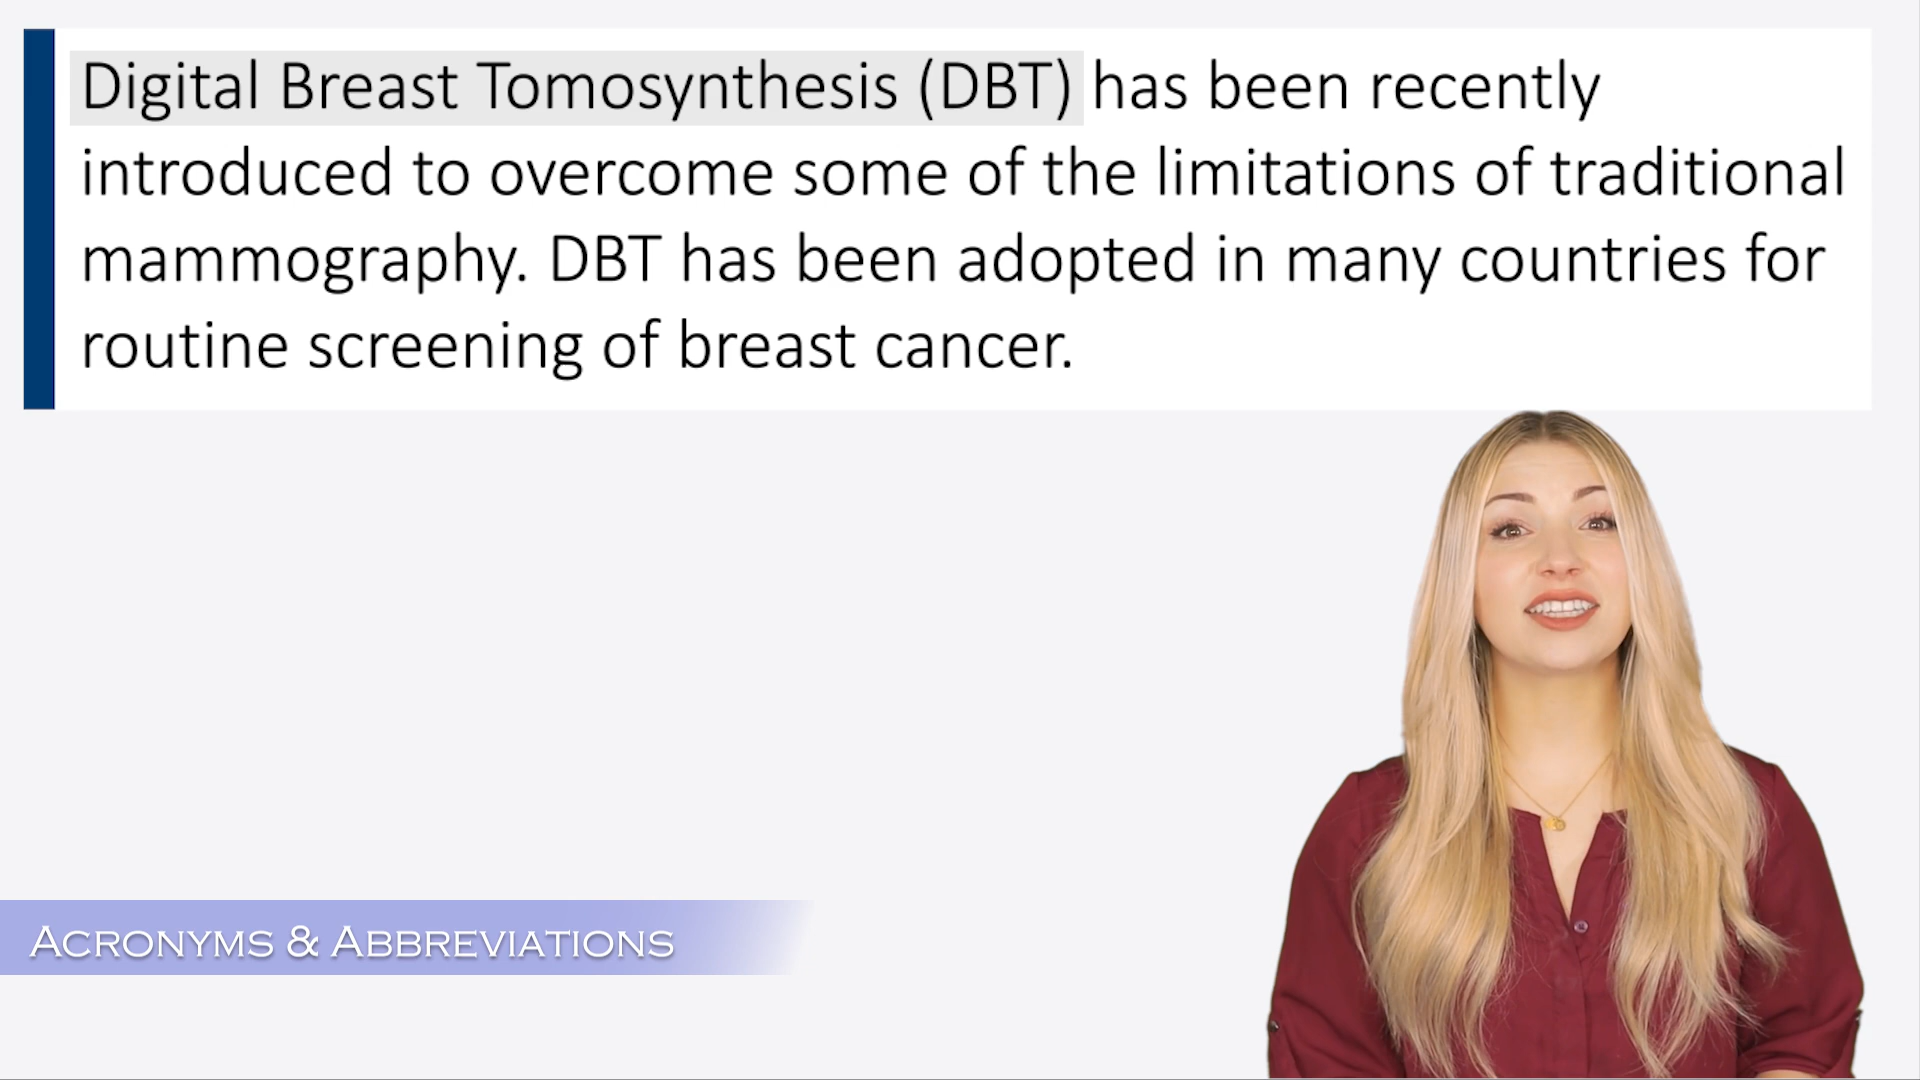 Digital Breast Tomosynthesis (DBT) has been recently
introduced to overcome some of the limitations of traditional
mammography. DBT has been adopted in many countries for
routine screening of breast cancer.
ACRONYMS & ABBREVIATIONS